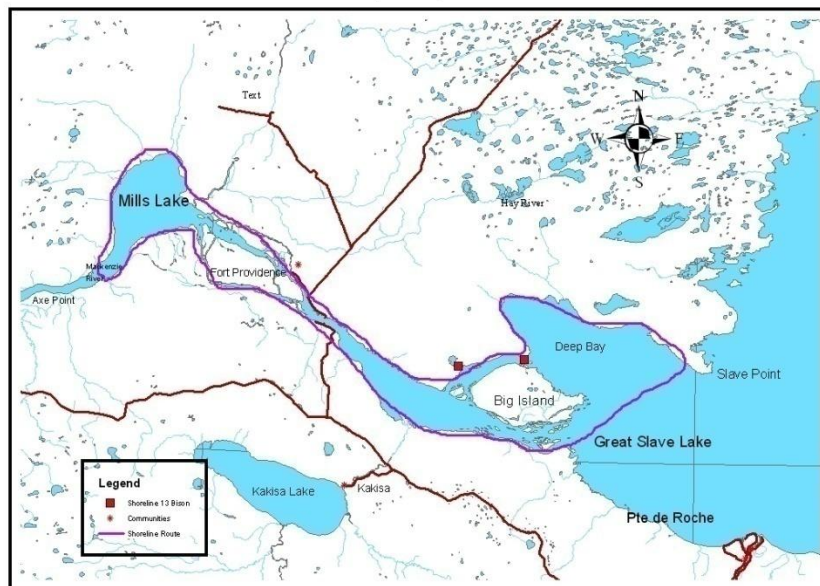 Text
N
W E
S
Mills Lake
Hay River
Mackenzie
River
Fort Providence
Axe Point
Deep Bay
Slave Point
Big Island
Great Slave Lake
Kakisa Lake
Kakisa
Pte de Roche
Legend
Shoreline 13 Bison
Communities
Shoreline Route